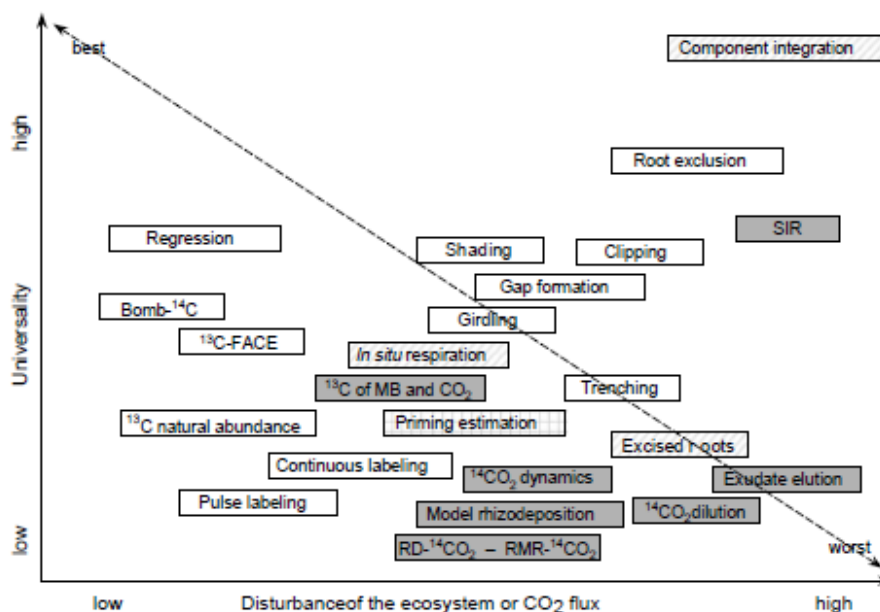 best
Component integration
high
Root exclusion
SIR
Regression
Shading
Clipping
Gap formation
Bomb-¹⁴C
Girdling
¹³C-FACE
In situ respiration
Universality
¹³C of MB and CO₂
Trenching
¹³C natural abundance
Priming estimation
Excised roots
Continuous labeling
¹⁴CO₂ dynamics
Exudate elution
Pulse labeling
Model rhizodeposition
¹⁴CO₂dilution
low
RD-¹⁴CO₂ – RMR-¹⁴CO₂
worst
low
Disturbanceof the ecosystem or CO₂ flux
high